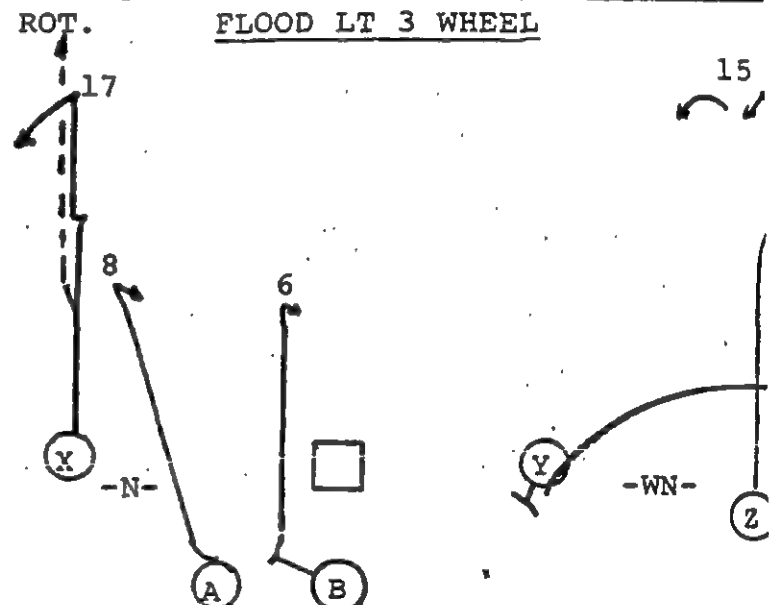 ROT. FLOOD LT 3 WHEEL
17 15
8 6
X Y
-N- -WN-
Z
A B